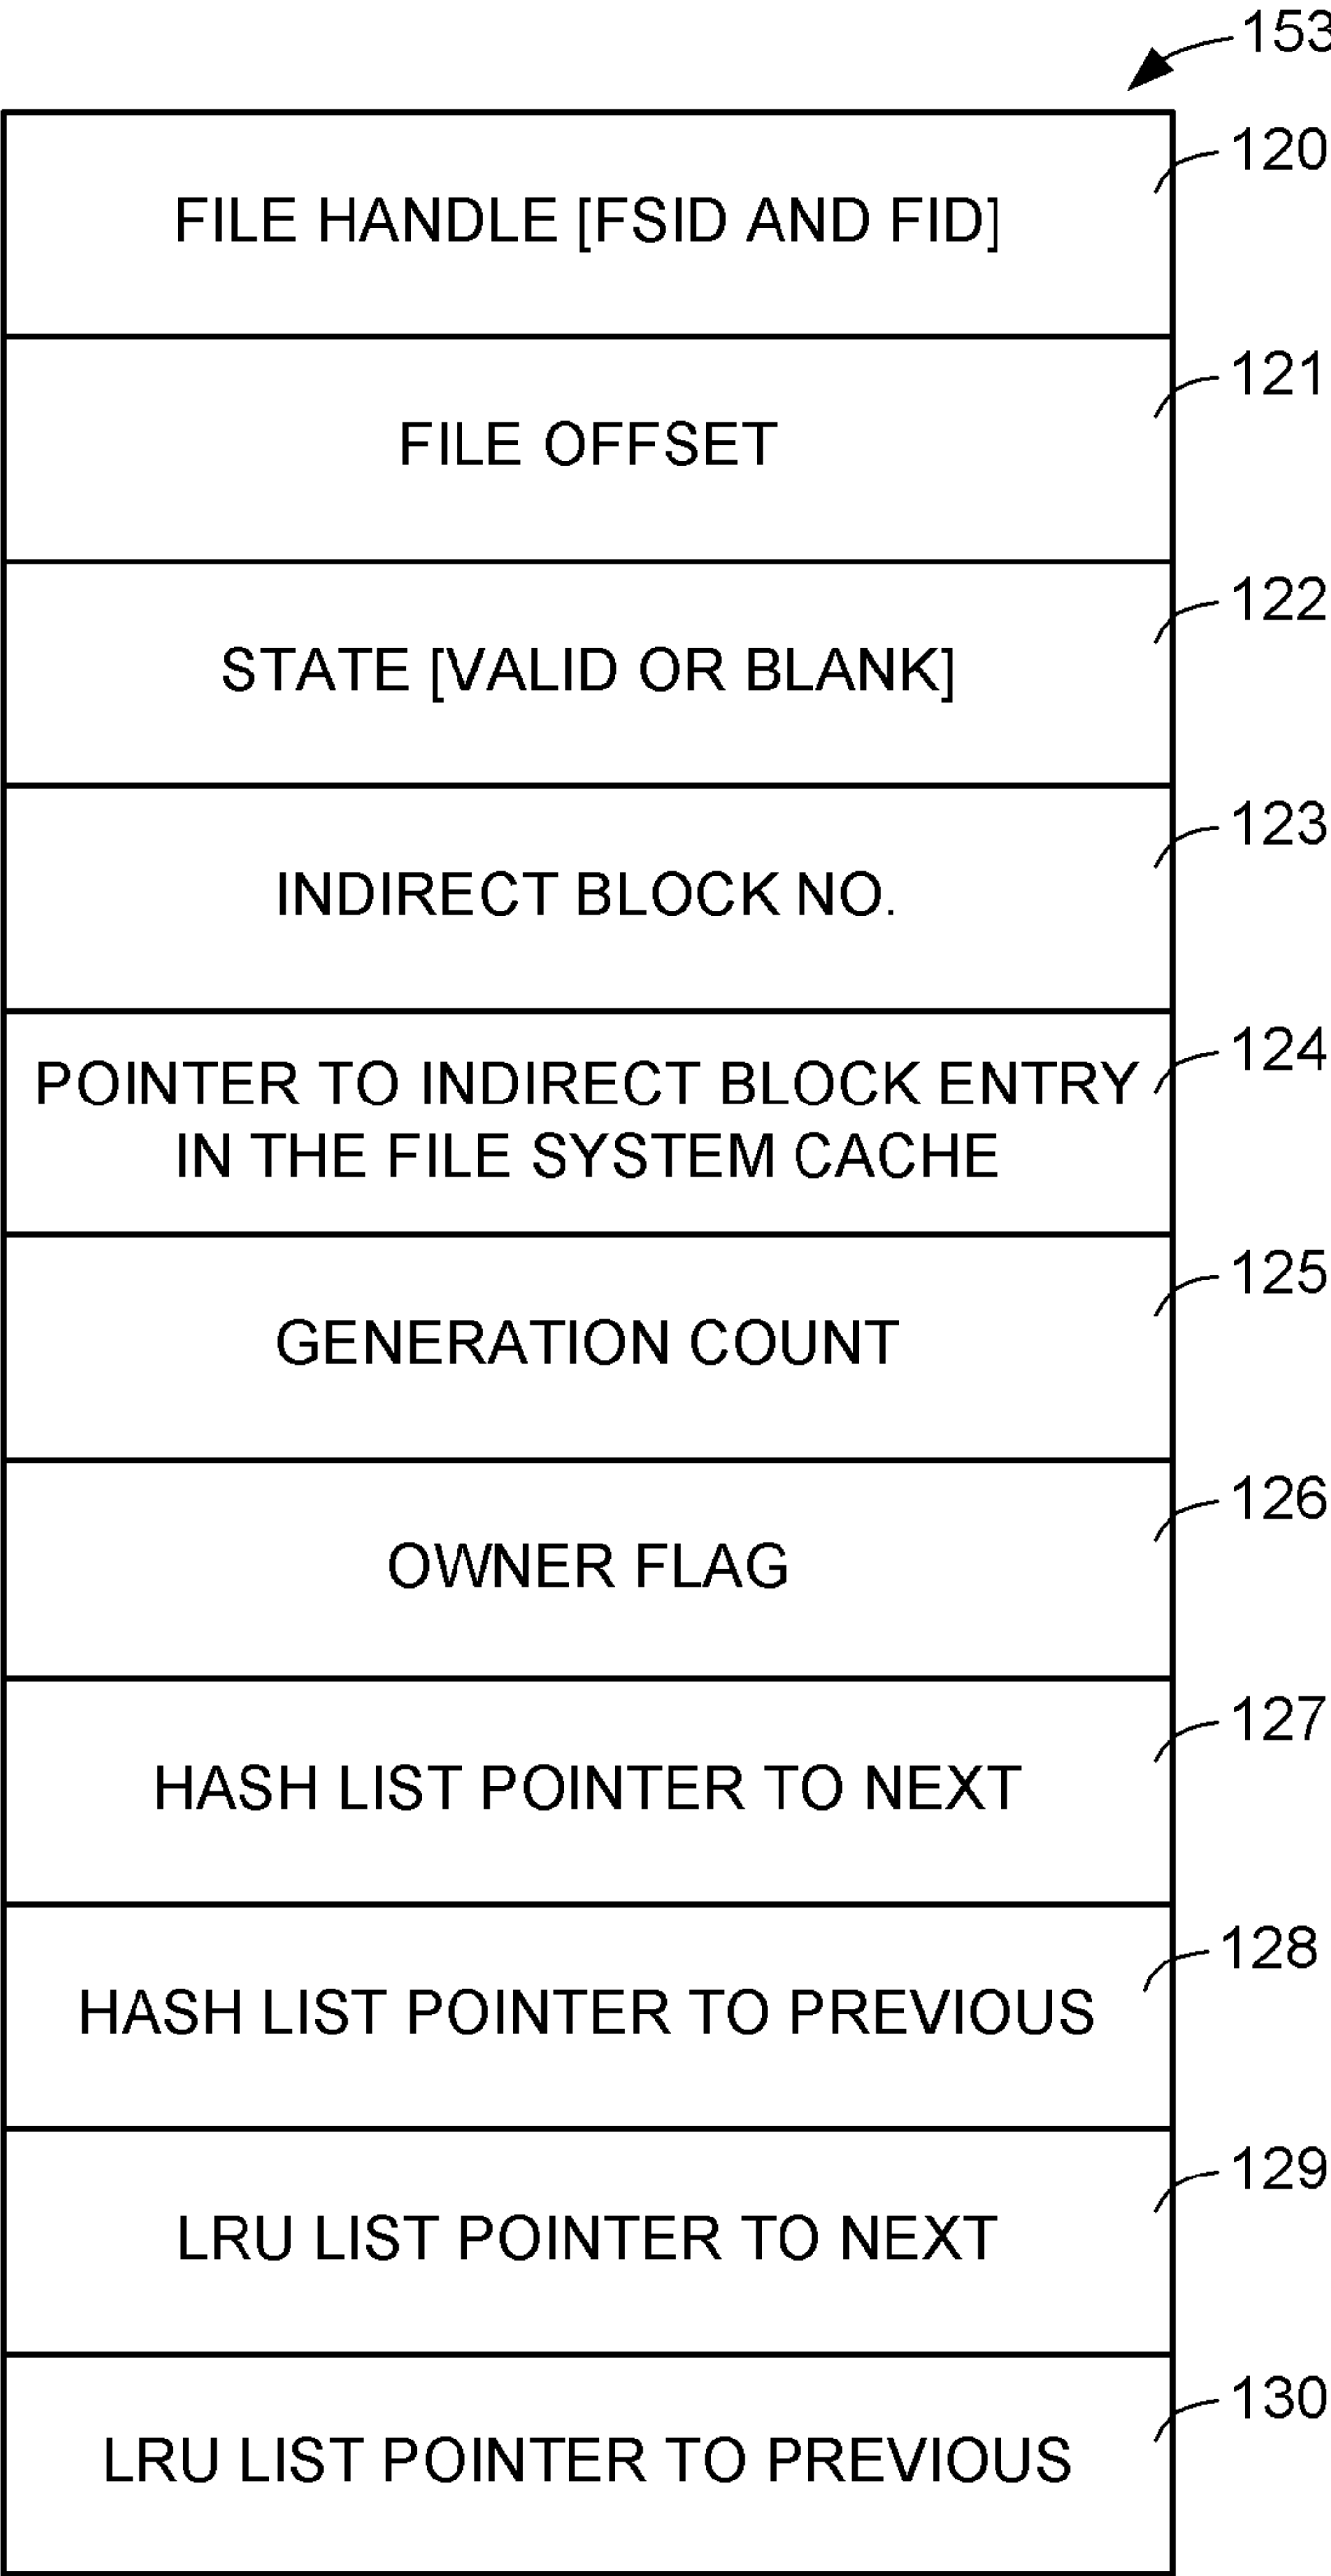 153
120
FILE HANDLE [FSID AND FID]
121
FILE OFFSET
122
STATE [VALID OR BLANK]
123
INDIRECT BLOCK NO.
124
POINTER TO INDIRECT BLOCK ENTRY
IN THE FILE SYSTEM CACHE
125
GENERATION COUNT
126
OWNER FLAG
127
HASH LIST POINTER TO NEXT
128
HASH LIST POINTER TO PREVIOUS
129
LRU LIST POINTER TO NEXT
130
LRU LIST POINTER TO PREVIOUS